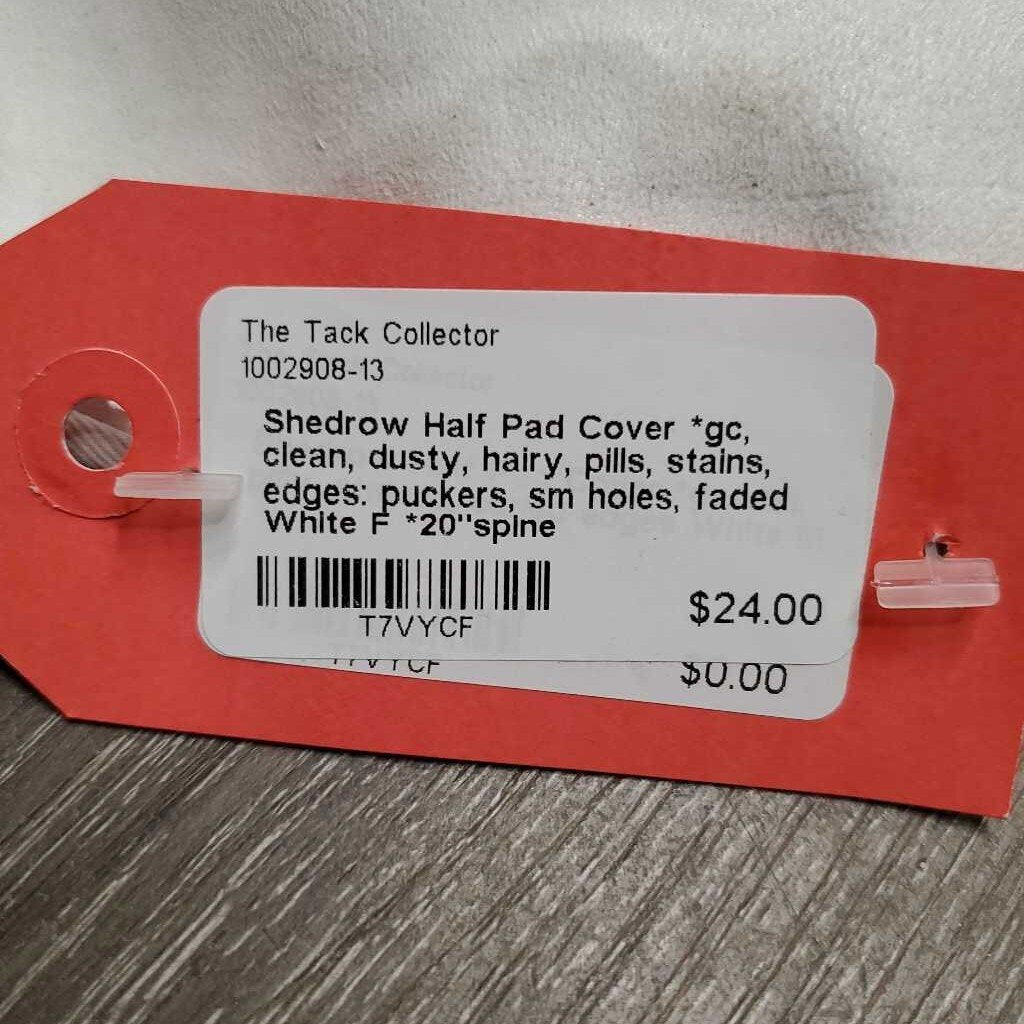 The Tack Collector
1002908-13
Shedrow Half Pad Cover *gc,
clean, dusty, hairy, pills, stains,
edges: puckers, sm holes, faded
White F *20"spine
T7VYCF
$24.00
T7VYCF
$0.00